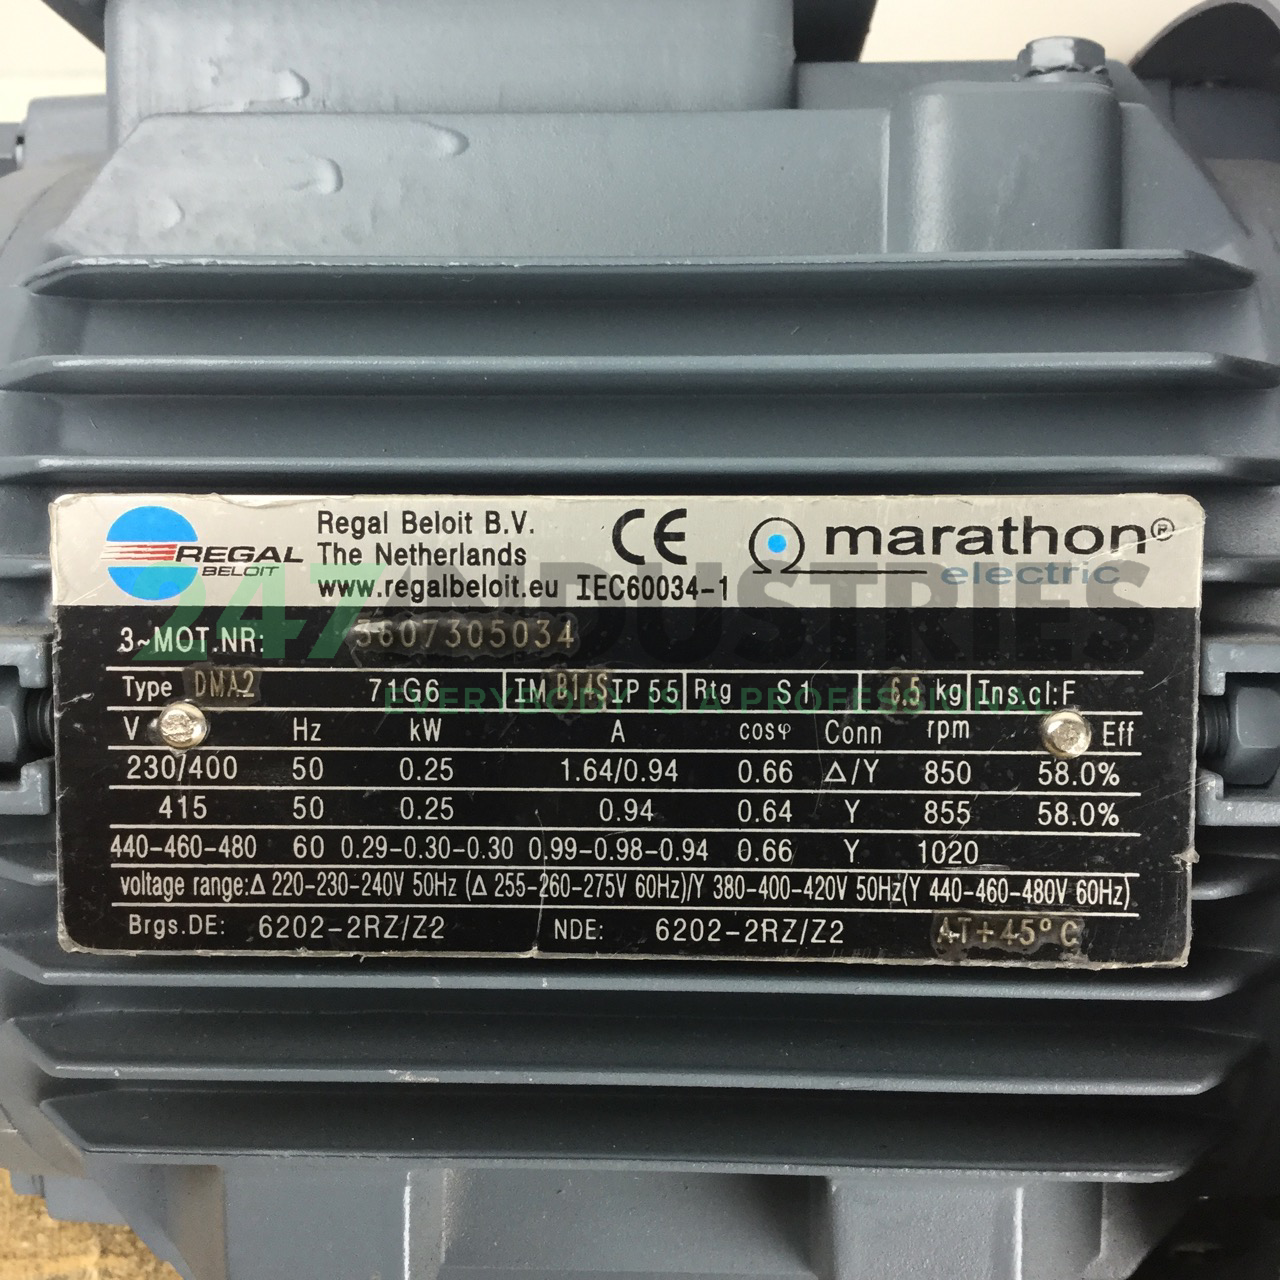 REGAL
BELOIT
Regal Beloit B.V.
The Netherlands
www.regalbeloit.eu
CE
IEC60034-1
marathon®
electric
247 INDUSTRIES
EVERYBODY IS A PROFESSIONAL
3~MOT.NR: 3607305034
Type DMA2 71G6 IM B14S IP 55 Rtg S1 6.5 kg Ins.cl:F
V Hz kW A cosφ Conn rpm Eff
230/400 50 0.25 1.64/0.94 0.66 Δ/Y 850 58.0%
415 50 0.25 0.94 0.64 Y 855 58.0%
440-460-480 60 0.29-0.30-0.30 0.99-0.98-0.94 0.66 Y 1020
voltage range:Δ 220-230-240V 50Hz (Δ 255-260-275V 60Hz)/Y 380-400-420V 50Hz(Y 440-460-480V 60Hz)
Brgs.DE: 6202-2RZ/Z2 NDE: 6202-2RZ/Z2 AT+45°C